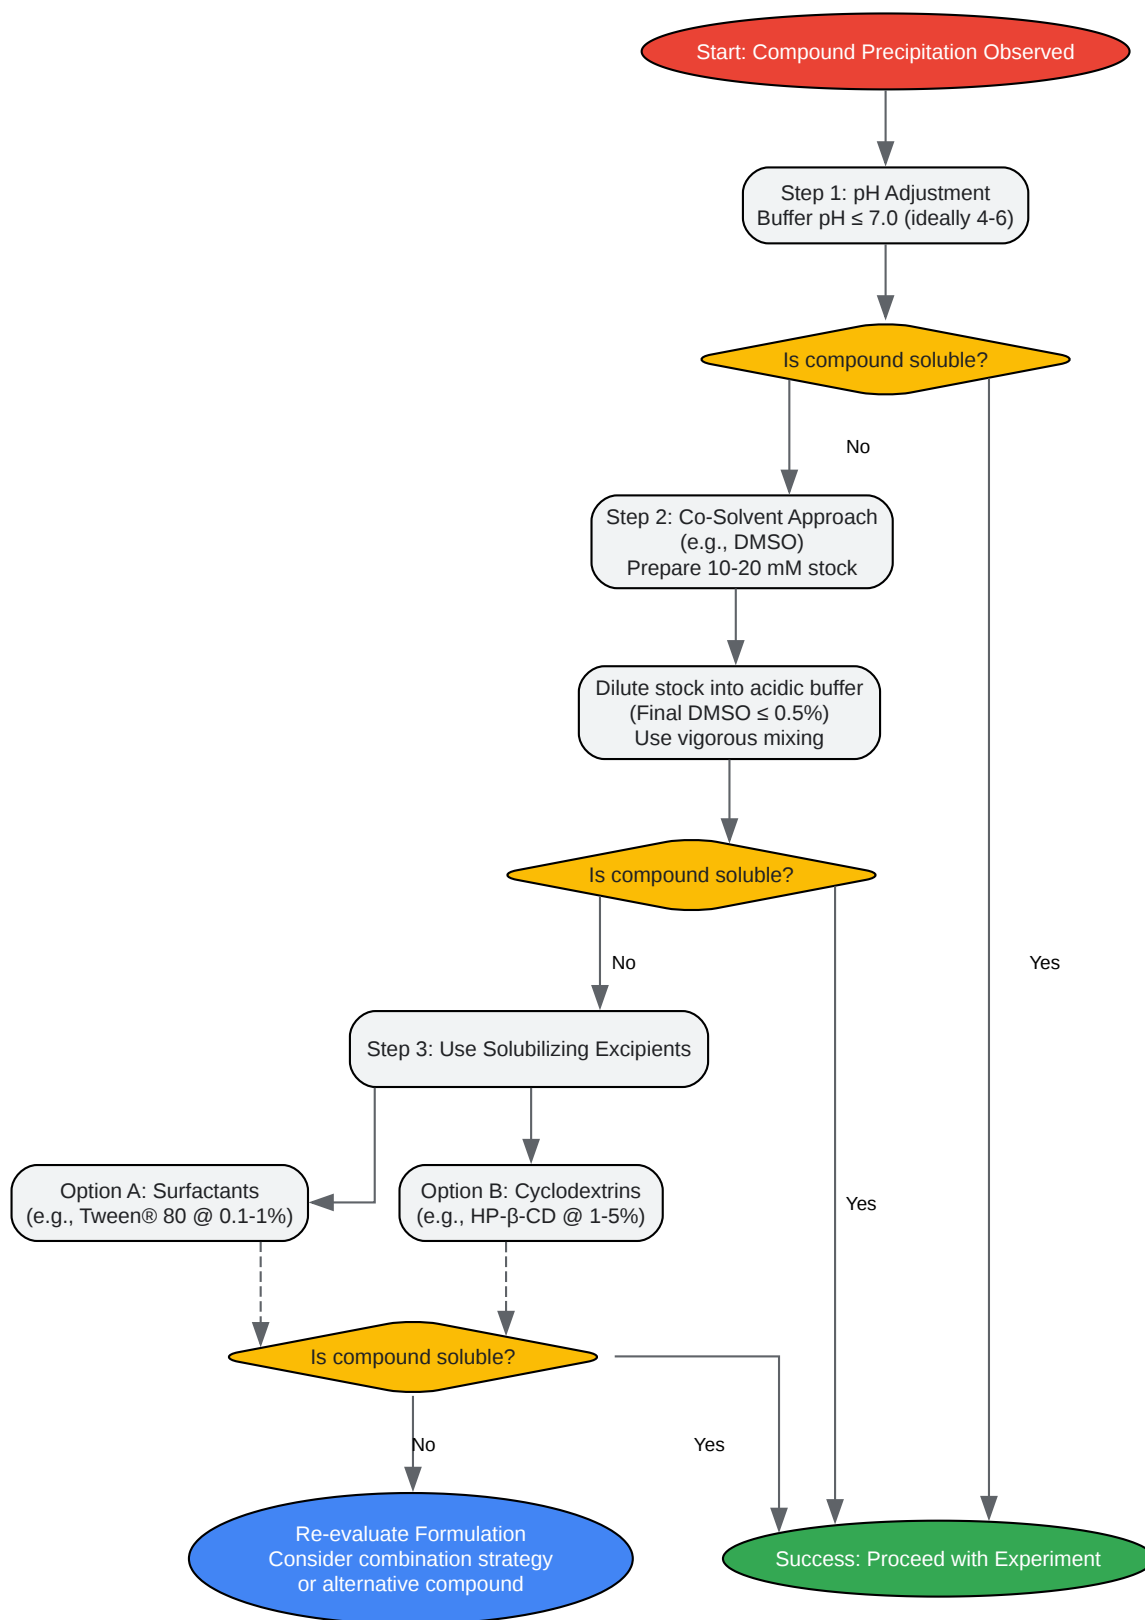 Start: Compound Precipitation Observed
Step 1: pH Adjustment
Buffer pH ≤ 7.0 (ideally 4-6)
Is compound soluble?
No
Step 2: Co-Solvent Approach
(e.g., DMSO)
Prepare 10-20 mM stock
Dilute stock into acidic buffer
(Final DMSO ≤ 0.5%)
Use vigorous mixing
Is compound soluble?
No
Yes
Step 3: Use Solubilizing Excipients
Option A: Surfactants
(e.g., Tween® 80 @ 0.1-1%)
Option B: Cyclodextrins
(e.g., HP-β-CD @ 1-5%)
Yes
Is compound soluble?
No
Yes
Re-evaluate Formulation
Consider combination strategy
or alternative compound
Success: Proceed with Experiment